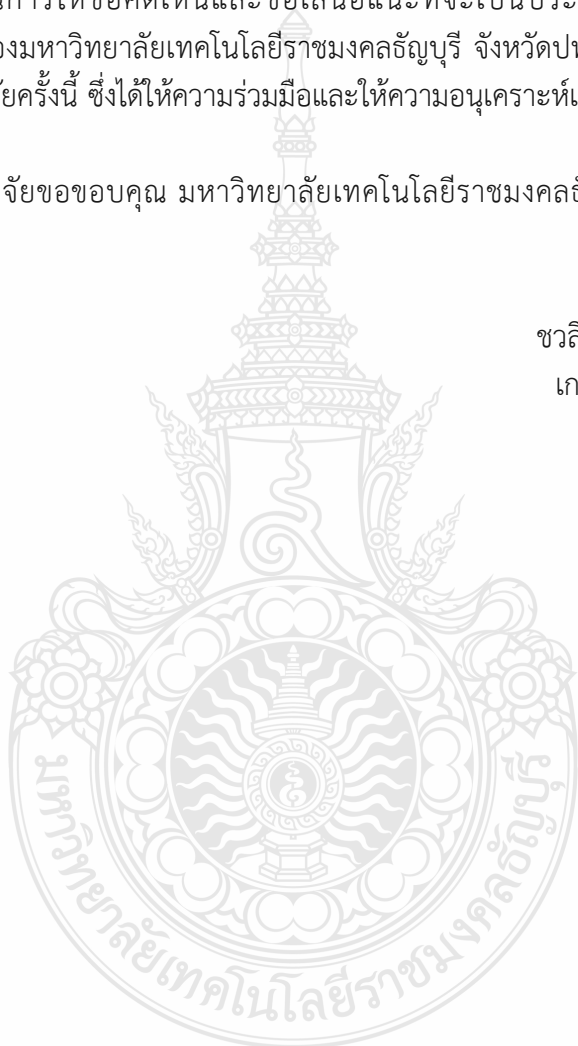 การให้ข้อคิดเห็นและข้อเสนอแนะที่จะเป็นประ
องมหาวิทยาลัยเทคโนโลยีราชมงคลธัญบุรี จังหวัดปท
ัยครั้งนี้ ซึ่งได้ให้ความร่วมมือและให้ความอนุเคราะห์เ
จัยขอขอบคุณ มหาวิทยาลัยเทคโนโลยีราชมงคลธั
ชวลิ
เก
มหาวิทยาลัยเทคโนโลยีราชมงคลธัญบุรี